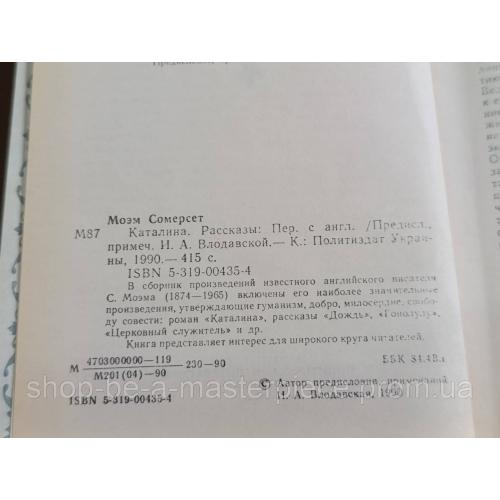 Моэм Сомерсет
М87 Каталина. Рассказы: Пер. с англ. /Предисл.,
примеч. И. А. Влодавской.— К.: Политиздат Украи-
ны, 1990.— 415 с.
ISBN 5-319-00435-4
В сборник произведений известного английского писателя
С. Моэма (1874—1965) включены его наиболее значительные
произведения, утверждающие гуманизм, добро, милосердие, свобо-
ду совести: роман «Каталина», рассказы «Дождь», «Гонолулу»,
«Церковный служитель» и др.
Книга представляет интерес для широкого круга читателей.
М 4703000000—119 230—90
М201(04)—90
ББК 84.4Вл
© Автор предисловия, примечаний
И. А. Влодавская, 1990
ISBN 5-319-00435-4
shop-be-a-masterpiece.prom.ua